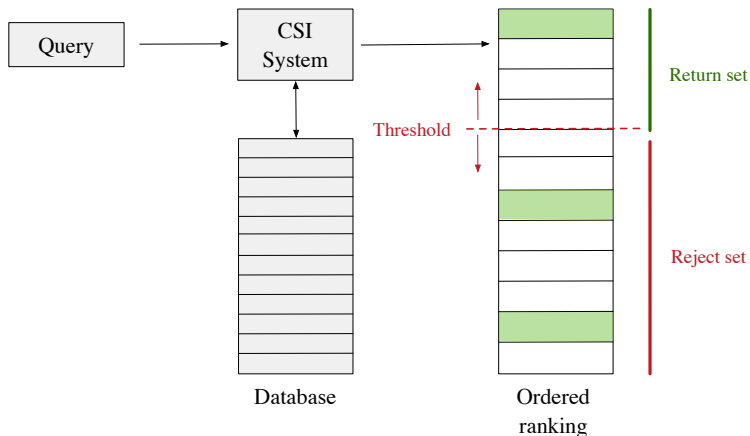 Query
CSI
System
Threshold
Return set
Reject set
Database
Ordered
ranking